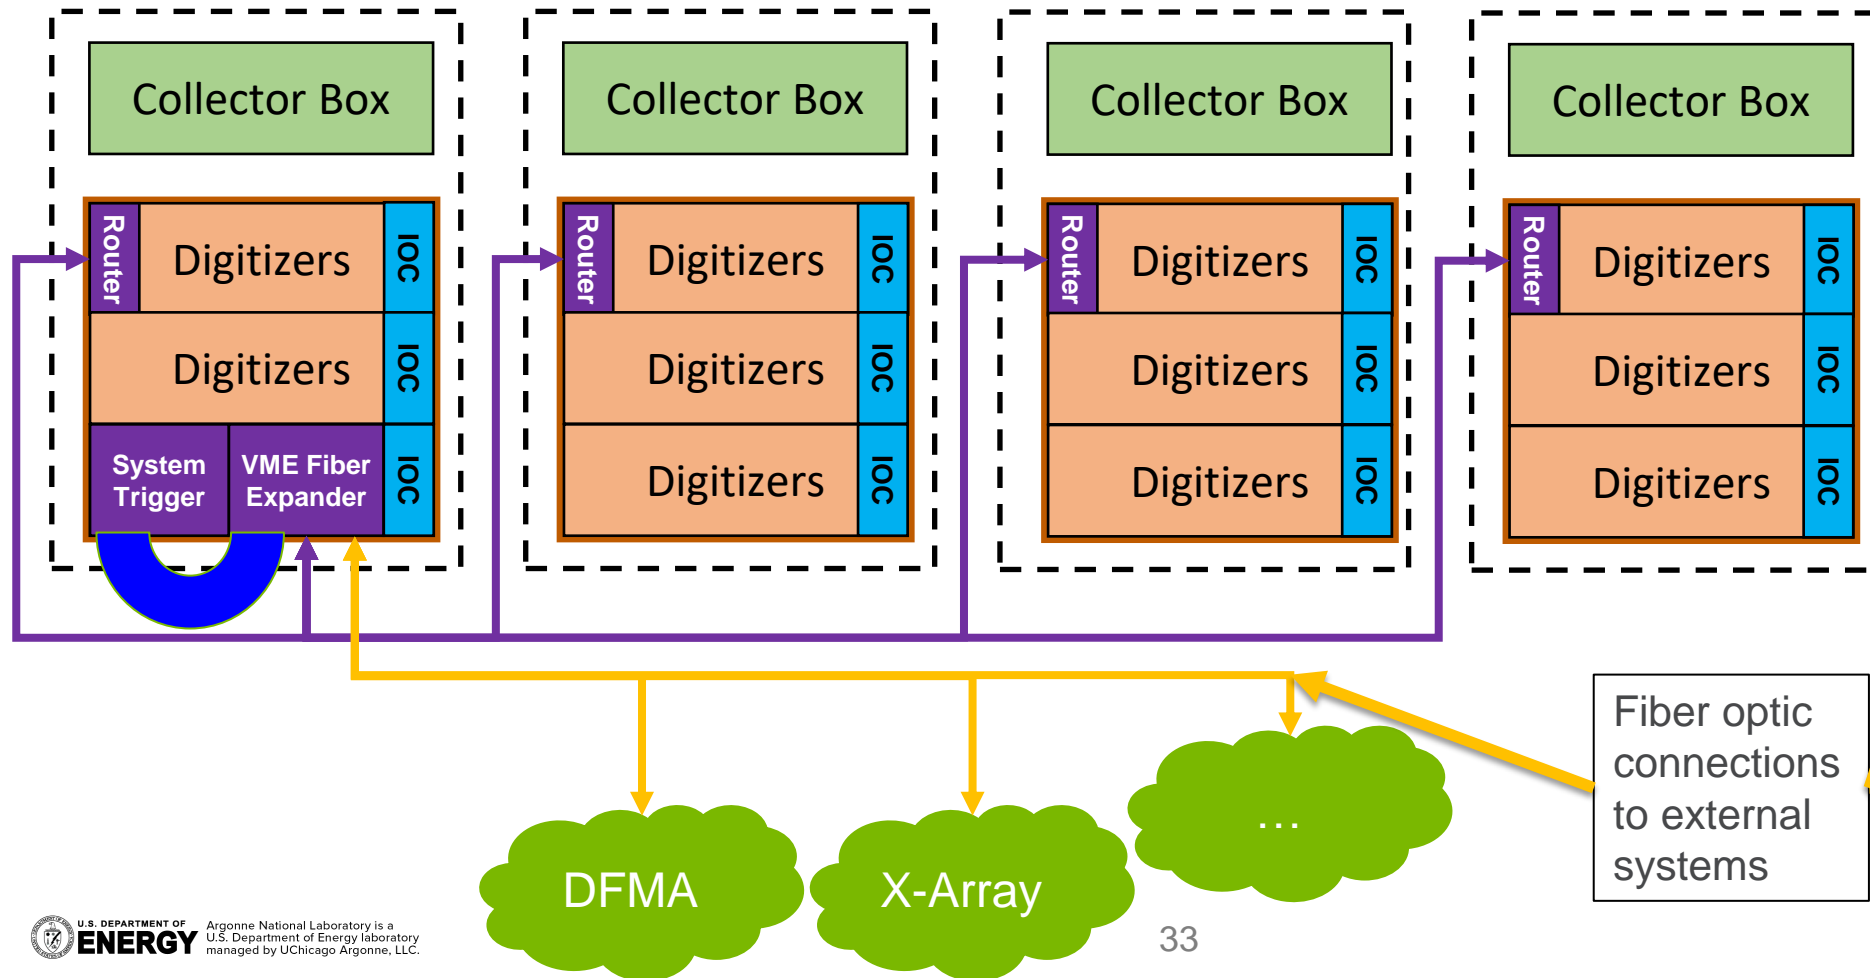 Collector Box
Collector Box
Collector Box
Collector Box
Router
Digitizers
IOC
Router
Digitizers
IOC
Router
Digitizers
IOC
Router
Digitizers
IOC
Digitizers
IOC
Digitizers
IOC
Digitizers
IOC
Digitizers
IOC
System
Trigger
VME Fiber
Expander
IOC
Digitizers
IOC
Digitizers
IOC
Digitizers
IOC
Fiber optic
connections
to external
systems
DFMA
X-Array
...
U.S. DEPARTMENT OF
ENERGY
Argonne National Laboratory is a
U.S. Department of Energy laboratory
managed by UChicago Argonne, LLC.
33